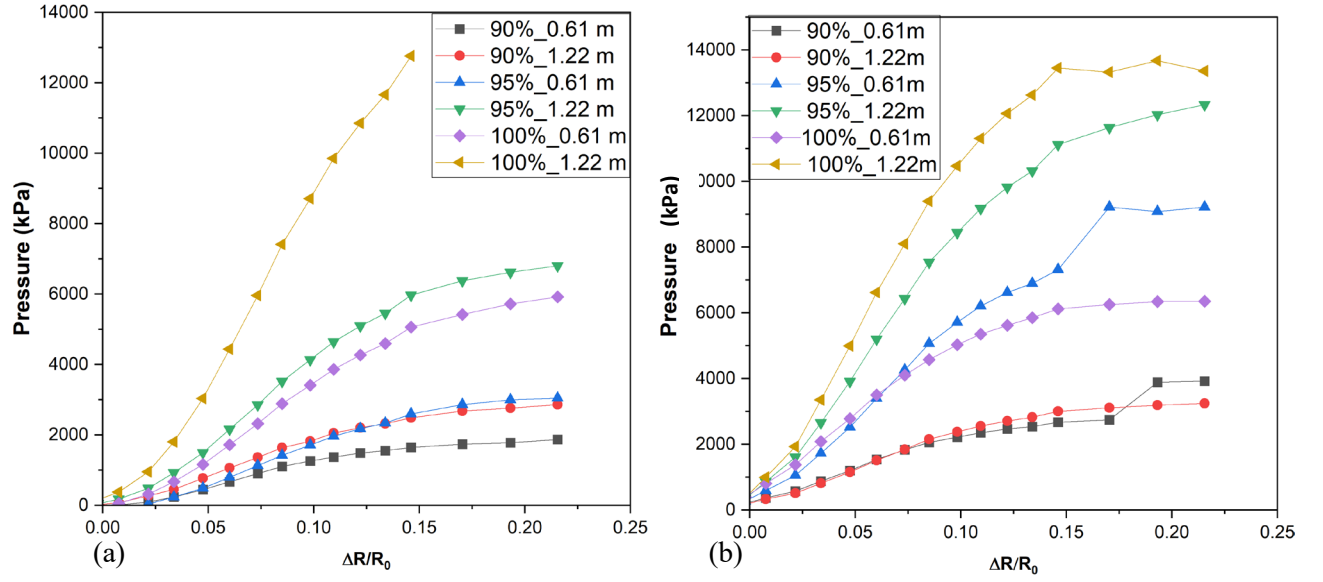 14000
12000
10000
8000
6000
4000
2000
0
Pressure (kPa)
0.00 0.05 0.10 0.15 0.20 0.25
ΔR/R0
(a)
90%_0.61 m
90%_1.22 m
95%_0.61 m
95%_1.22 m
100%_0.61 m
100%_1.22 m
14000
12000
0000
8000
6000
4000
2000
0
Pressure (kPa)
0.00 0.05 0.10 0.15 0.20 0.25
ΔR/R0
(b)
90%_0.61m
90%_1.22m
95%_0.61m
95%_1.22m
100%_0.61m
100%_1.22m